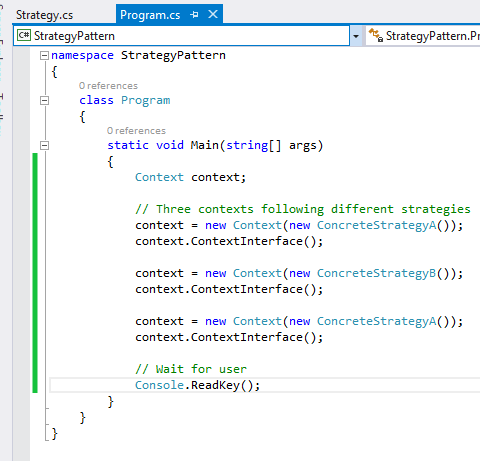 Strategy.cs Program.cs
C# StrategyPattern StrategyPattern.Pr
namespace StrategyPattern
{
0 references
class Program
{
0 references
static void Main(string[] args)
{
Context context;
// Three contexts following different strategies
context = new Context(new ConcreteStrategyA());
context.ContextInterface();
context = new Context(new ConcreteStrategyB());
context.ContextInterface();
context = new Context(new ConcreteStrategyA());
context.ContextInterface();
// Wait for user
Console.ReadKey();
}
}
}